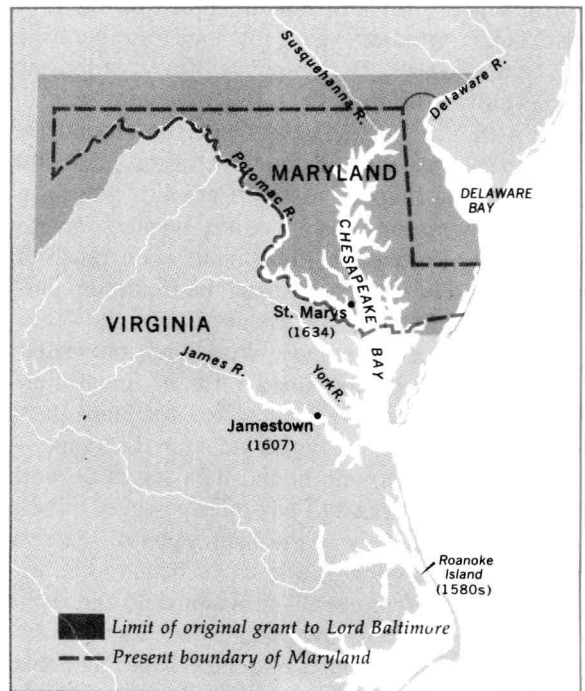 Susquehanna R.
Delaware R.
Potomac R.
MARYLAND
DELAWARE
BAY
CHESAPEAKE
BAY
St. Marys
(1634)
VIRGINIA
James R.
York R.
Jamestown
(1607)
Roanoke
Island
(1580s)
Limit of original grant to Lord Baltimore
Present boundary of Maryland